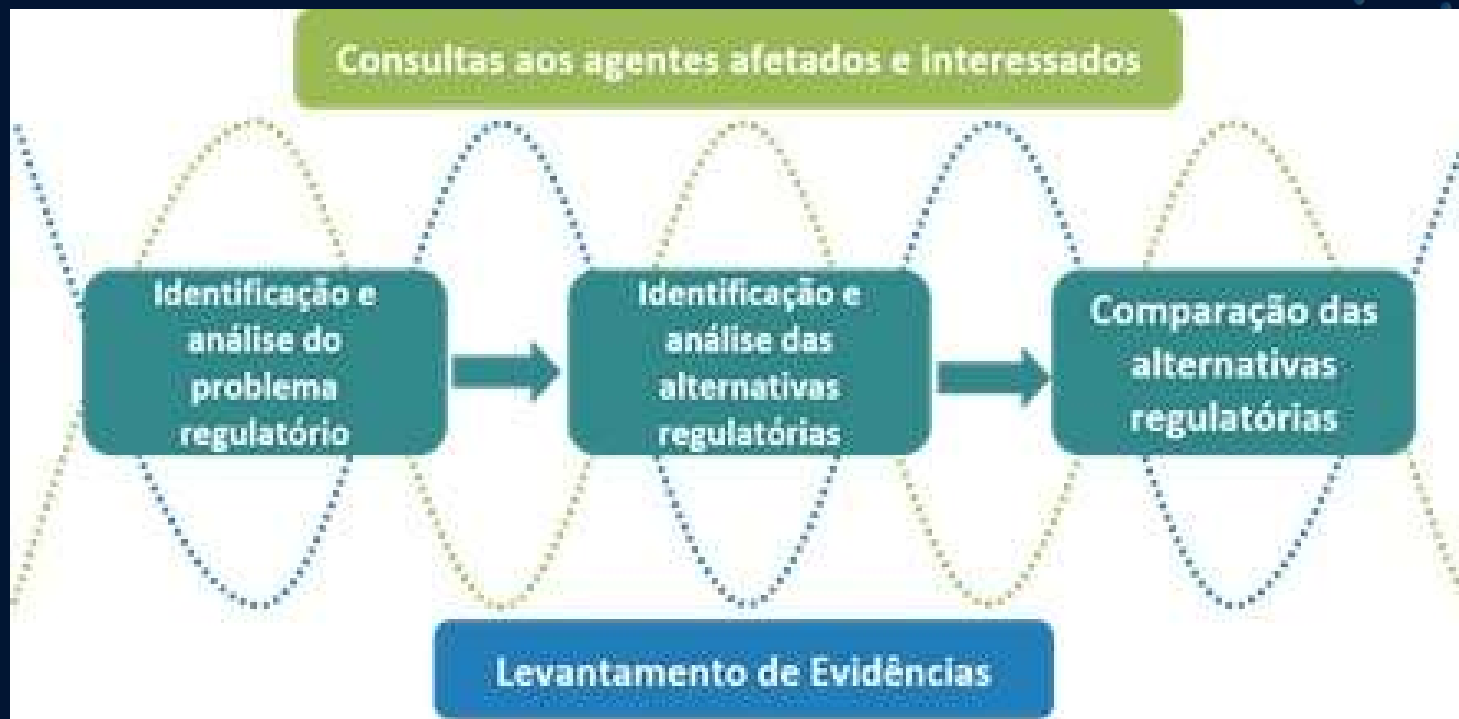 Consultas aos agentes afetados e interessados
Identificação e
análise do
problema
regulatório
Identificação e
análise das
alternativas
regulatórias
Comparação das
alternativas
regulatórias
Levantamento de Evidências